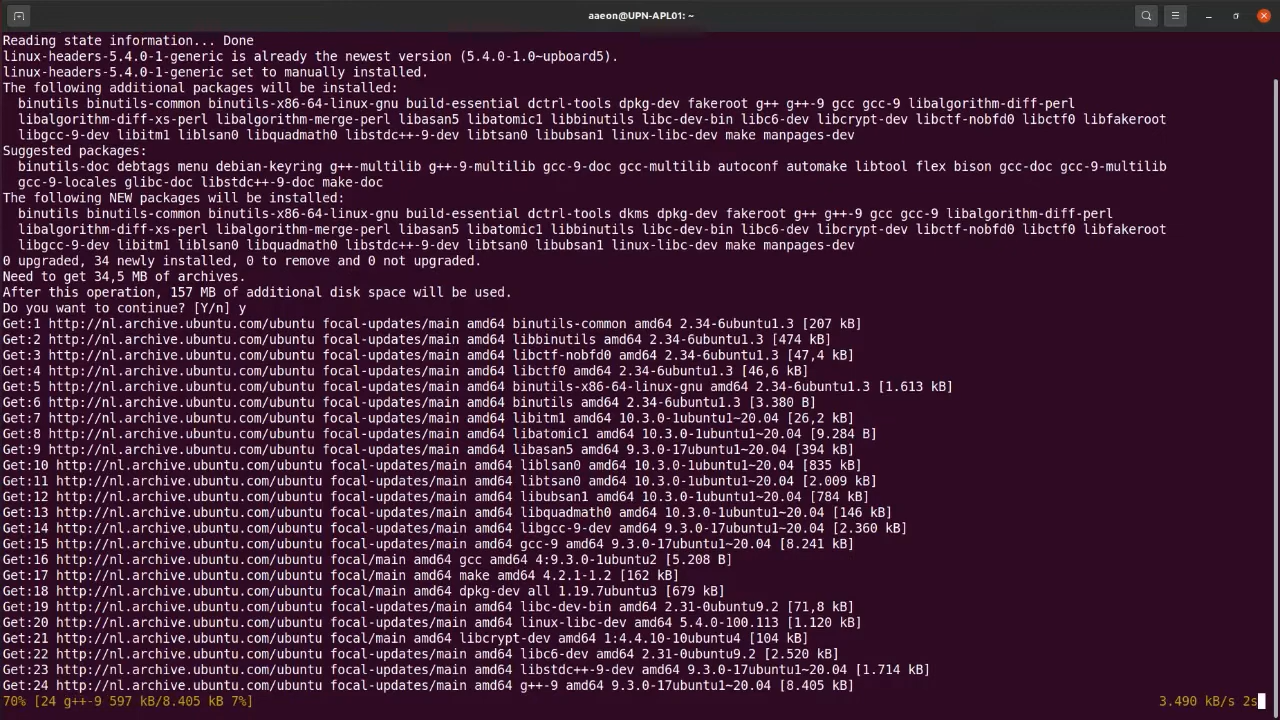 aaeon@UPN-APL01: ~
Reading state information... Done
linux-headers-5.4.0-1-generic is already the newest version (5.4.0-1.0~upboard5).
linux-headers-5.4.0-1-generic set to manually installed.
The following additional packages will be installed:
  binutils binutils-common binutils-x86-64-linux-gnu build-essential dctrl-tools dpkg-dev fakeroot g++ g++-9 gcc gcc-9 libalgorithm-diff-perl
  libalgorithm-diff-xs-perl libalgorithm-merge-perl libasan5 libatomic1 libbinutils libc-dev-bin libc6-dev libcrypt-dev libctf-nobfd0 libctf0 libfakeroot
  libgcc-9-dev libitm1 liblsan0 libquadmath0 libstdc++-9-dev libtsan0 libubsan1 linux-libc-dev make manpages-dev
Suggested packages:
  binutils-doc debtags menu debian-keyring g++-multilib g++-9-multilib gcc-9-doc gcc-multilib autoconf automake libtool flex bison gcc-doc gcc-9-multilib
  gcc-9-locales glibc-doc libstdc++-9-doc make-doc
The following NEW packages will be installed:
  binutils binutils-common binutils-x86-64-linux-gnu build-essential dctrl-tools dkms dpkg-dev fakeroot g++ g++-9 gcc gcc-9 libalgorithm-diff-perl
  libalgorithm-diff-xs-perl libalgorithm-merge-perl libasan5 libatomic1 libbinutils libc-dev-bin libc6-dev libcrypt-dev libctf-nobfd0 libctf0 libfakeroot
  libgcc-9-dev libitm1 liblsan0 libquadmath0 libstdc++-9-dev libtsan0 libubsan1 linux-libc-dev make manpages-dev
0 upgraded, 34 newly installed, 0 to remove and 0 not upgraded.
Need to get 34,5 MB of archives.
After this operation, 157 MB of additional disk space will be used.
Do you want to continue? [Y/n] y
Get:1 http://nl.archive.ubuntu.com/ubuntu focal-updates/main amd64 binutils-common amd64 2.34-6ubuntu1.3 [207 kB]
Get:2 http://nl.archive.ubuntu.com/ubuntu focal-updates/main amd64 libbinutils amd64 2.34-6ubuntu1.3 [474 kB]
Get:3 http://nl.archive.ubuntu.com/ubuntu focal-updates/main amd64 libctf-nobfd0 amd64 2.34-6ubuntu1.3 [47,4 kB]
Get:4 http://nl.archive.ubuntu.com/ubuntu focal-updates/main amd64 libctf0 amd64 2.34-6ubuntu1.3 [46,6 kB]
Get:5 http://nl.archive.ubuntu.com/ubuntu focal-updates/main amd64 binutils-x86-64-linux-gnu amd64 2.34-6ubuntu1.3 [1.613 kB]
Get:6 http://nl.archive.ubuntu.com/ubuntu focal-updates/main amd64 binutils amd64 2.34-6ubuntu1.3 [3.380 B]
Get:7 http://nl.archive.ubuntu.com/ubuntu focal-updates/main amd64 libitm1 amd64 10.3.0-1ubuntu1~20.04 [26,2 kB]
Get:8 http://nl.archive.ubuntu.com/ubuntu focal-updates/main amd64 libatomic1 amd64 10.3.0-1ubuntu1~20.04 [9.284 B]
Get:9 http://nl.archive.ubuntu.com/ubuntu focal-updates/main amd64 libasan5 amd64 9.3.0-17ubuntu1~20.04 [394 kB]
Get:10 http://nl.archive.ubuntu.com/ubuntu focal-updates/main amd64 liblsan0 amd64 10.3.0-1ubuntu1~20.04 [835 kB]
Get:11 http://nl.archive.ubuntu.com/ubuntu focal-updates/main amd64 libtsan0 amd64 10.3.0-1ubuntu1~20.04 [2.009 kB]
Get:12 http://nl.archive.ubuntu.com/ubuntu focal-updates/main amd64 libubsan1 amd64 10.3.0-1ubuntu1~20.04 [784 kB]
Get:13 http://nl.archive.ubuntu.com/ubuntu focal-updates/main amd64 libquadmath0 amd64 10.3.0-1ubuntu1~20.04 [146 kB]
Get:14 http://nl.archive.ubuntu.com/ubuntu focal-updates/main amd64 libgcc-9-dev amd64 9.3.0-17ubuntu1~20.04 [2.360 kB]
Get:15 http://nl.archive.ubuntu.com/ubuntu focal-updates/main amd64 gcc-9 amd64 9.3.0-17ubuntu1~20.04 [8.241 kB]
Get:16 http://nl.archive.ubuntu.com/ubuntu focal/main amd64 gcc amd64 4:9.3.0-1ubuntu2 [5.208 B]
Get:17 http://nl.archive.ubuntu.com/ubuntu focal/main amd64 make amd64 4.2.1-1.2 [162 kB]
Get:18 http://nl.archive.ubuntu.com/ubuntu focal/main amd64 dpkg-dev all 1.19.7ubuntu3 [679 kB]
Get:19 http://nl.archive.ubuntu.com/ubuntu focal-updates/main amd64 libc-dev-bin amd64 2.31-0ubuntu9.2 [71,8 kB]
Get:20 http://nl.archive.ubuntu.com/ubuntu focal-updates/main amd64 linux-libc-dev amd64 5.4.0-100.113 [1.120 kB]
Get:21 http://nl.archive.ubuntu.com/ubuntu focal/main amd64 libcrypt-dev amd64 1:4.4.10-10ubuntu4 [104 kB]
Get:22 http://nl.archive.ubuntu.com/ubuntu focal-updates/main amd64 libc6-dev amd64 2.31-0ubuntu9.2 [2.520 kB]
Get:23 http://nl.archive.ubuntu.com/ubuntu focal-updates/main amd64 libstdc++-9-dev amd64 9.3.0-17ubuntu1~20.04 [1.714 kB]
Get:24 http://nl.archive.ubuntu.com/ubuntu focal-updates/main amd64 g++-9 amd64 9.3.0-17ubuntu1~20.04 [8.405 kB]
70% [24 g++-9 597 kB/8.405 kB 7%] 3.490 kB/s 2s